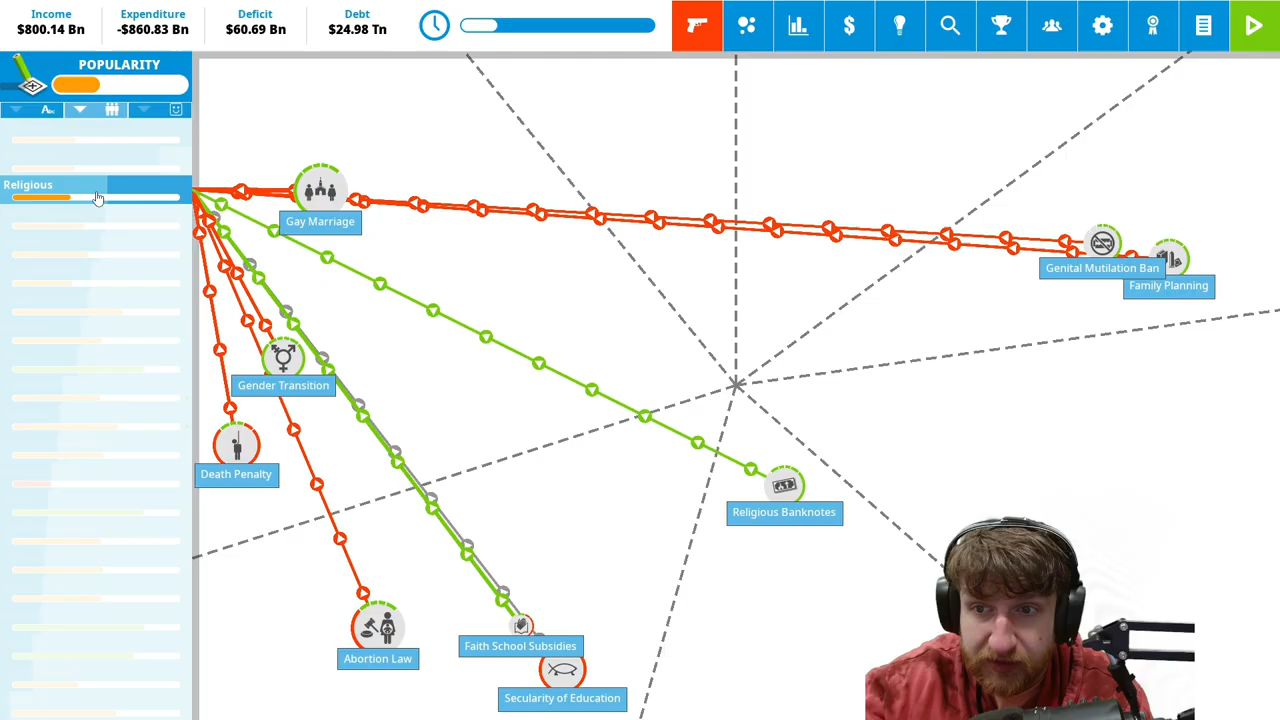 Income
Expenditure
Deficit
Debt
$800.14 Bn
-$860.83 Bn
$60.69 Bn
$24.98 Tn
POPULARITY
Religious
Gay Marriage
Genital Mutilation Ban
Family Planning
Gender Transition
Death Penalty
Religious Banknotes
Faith School Subsidies
Abortion Law
Secularity of Education